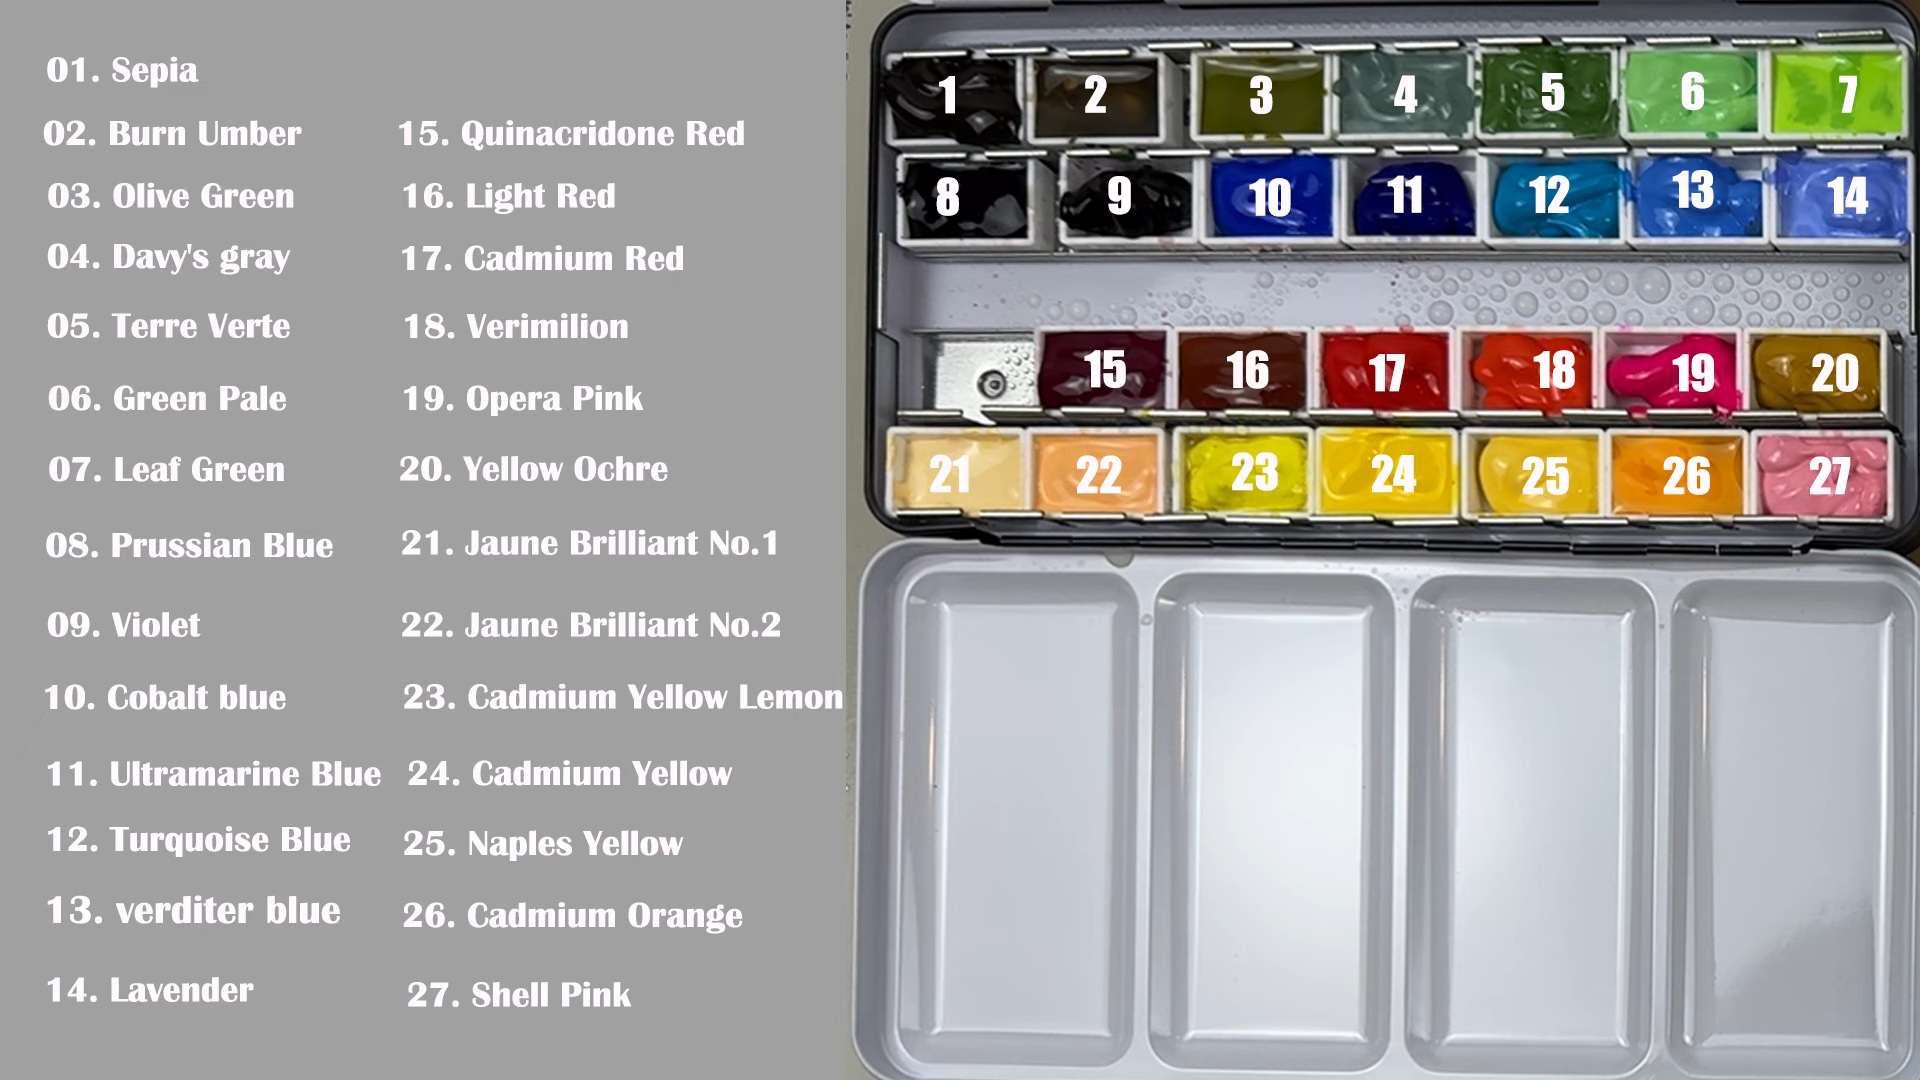 01. Sepia
02. Burn Umber
03. Olive Green
04. Davy's gray
05. Terre Verte
06. Green Pale
07. Leaf Green
08. Prussian Blue
09. Violet
10. Cobalt blue
11. Ultramarine Blue
12. Turquoise Blue
13. verditer blue
14. Lavender
15. Quinacridone Red
16. Light Red
17. Cadmium Red
18. Verimilion
19. Opera Pink
20. Yellow Ochre
21. Jaune Brilliant No.1
22. Jaune Brilliant No.2
23. Cadmium Yellow Lemon
24. Cadmium Yellow
25. Naples Yellow
26. Cadmium Orange
27. Shell Pink
1 2 3 4 5 6 7
8 9 10 11 12 13 14
15 16 17 18 19 20
21 22 23 24 25 26 27